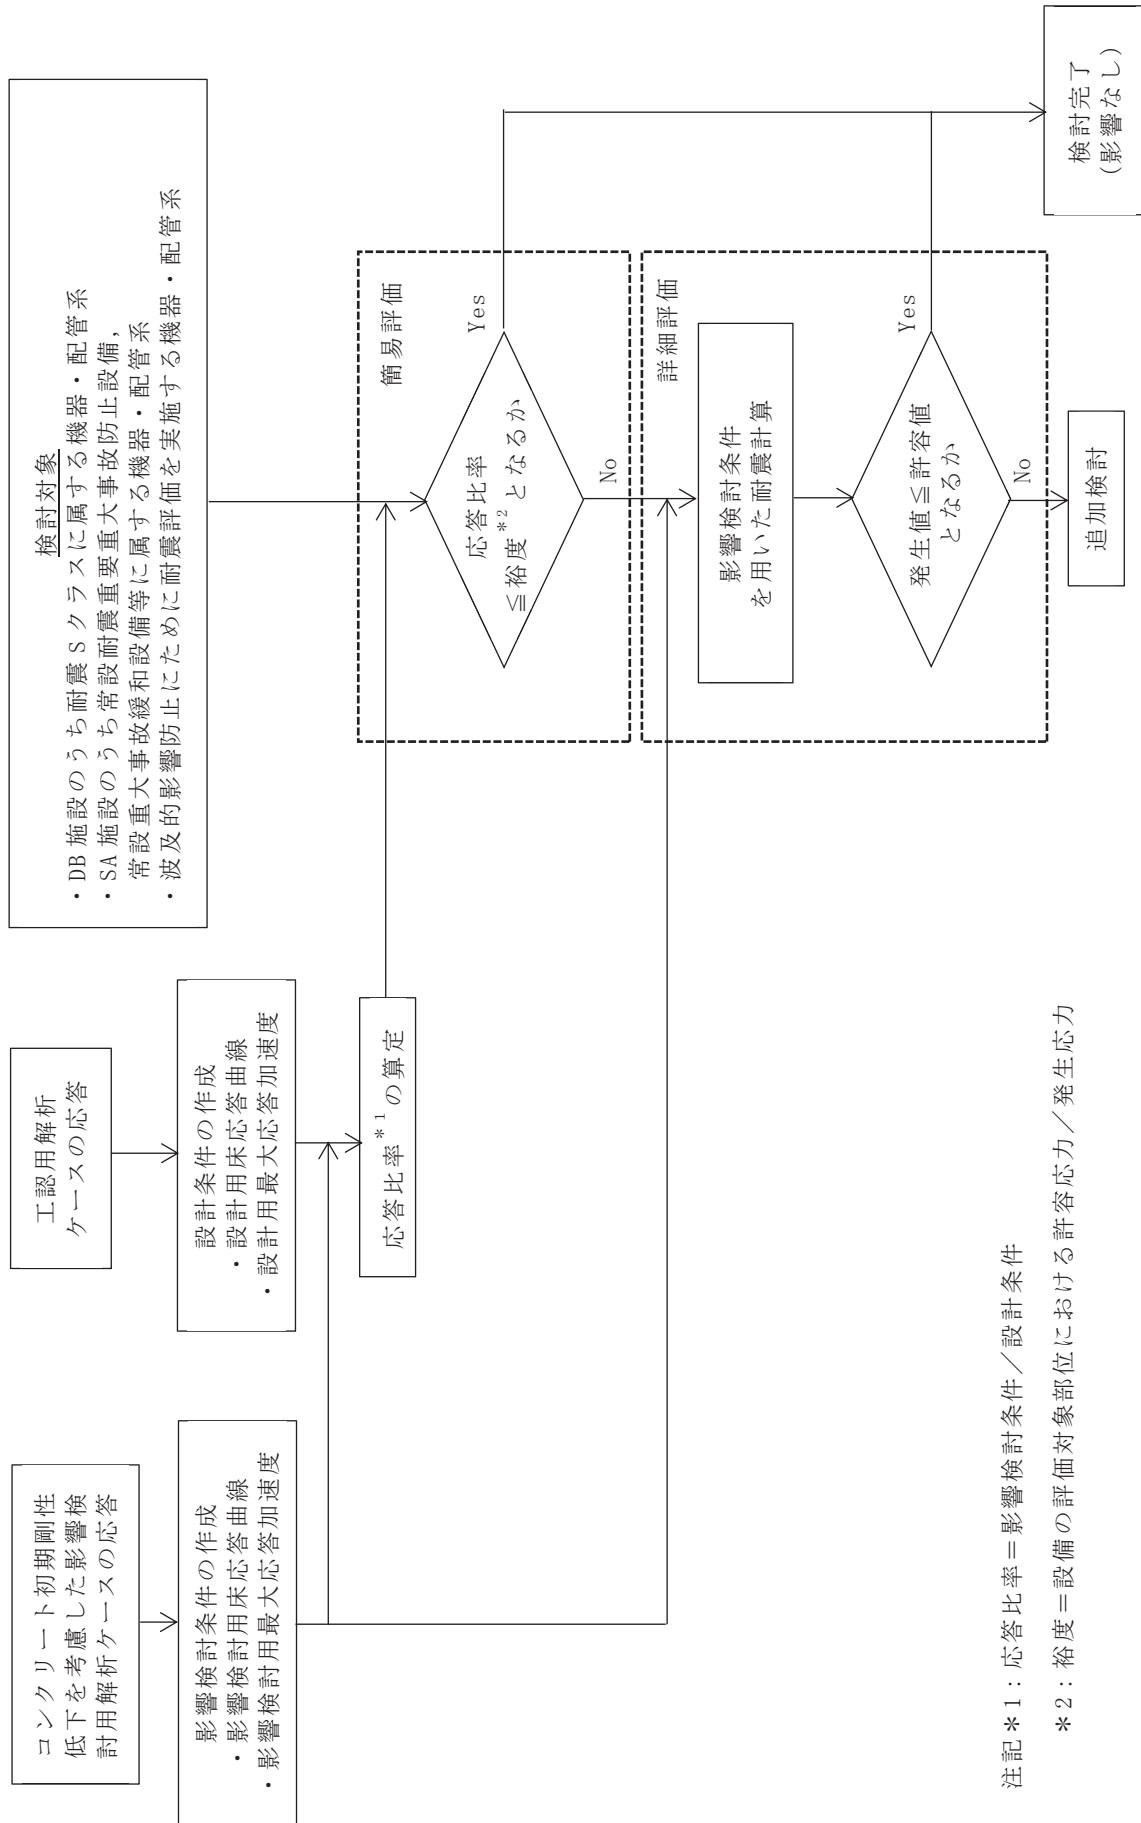 コンクリート初期剛性
低下を考慮した影響検
討用解析ケースの応答
影響検討条件の作成
・影響検討用床応答曲線
・影響検討用最大応答加速度
工認用解析
ケースの応答
設計条件の作成
・設計用床応答曲線
・設計用最大応答加速度
応答比率*1の算定
検討対象
・DB施設のうち耐震Sクラスに属する機器・配管系
・SA施設のうち常設耐震重要重大事故防止設備,
常設重大事故緩和設備等に属する機器・配管系
・波及的影響防止にために耐震評価を実施する機器・配管系
簡易評価
応答比率
≦裕度*2となるか
Yes
No
詳細評価
影響検討条件
を用いた耐震計算
発生値≦許容値
となるか
Yes
No
追加検討
検討完了
(影響なし)
注記*1:応答比率=影響検討条件/設計条件
*2:裕度=設備の評価対象部位における許容応力/発生応力